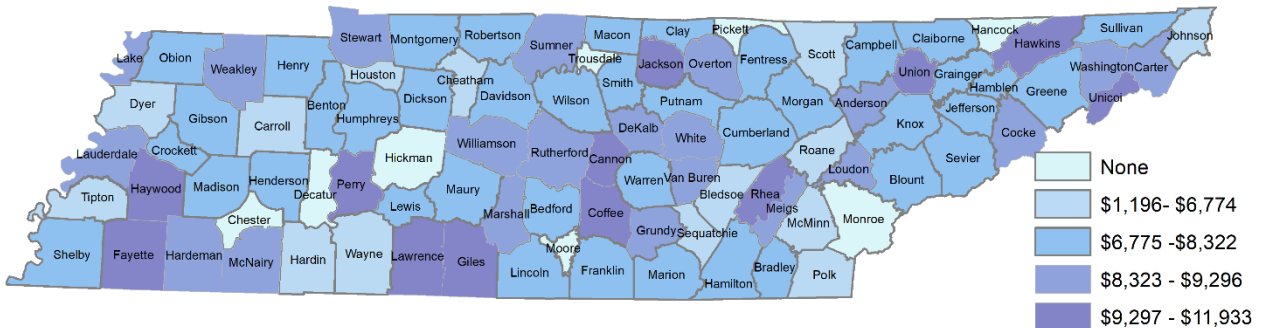 Lake
Obion
Weakley
Henry
Stewart
Montgomery
Robertson
Sumner
Macon
Clay
Pickett
Fentress
Scott
Campbell
Claiborne
Hancock
Hawkins
Sullivan
Johnson
Trousdale
Houston
Cheatham
Smith
Jackson
Overton
Union
Grainger
Hamblen
Washington
Carter
Dyer
Gibson
Carroll
Benton
Humphreys
Dickson
Davidson
Wilson
Putnam
Morgan
Anderson
Jefferson
Greene
Unicoi
Lauderdale
Crockett
Hickman
Williamson
Rutherford
DeKalb
White
Cumberland
Knox
Cocke
Haywood
Madison
Henderson
Decatur
Perry
Cannon
Roane
Loudon
Sevier
Tipton
Lewis
Maury
Bedford
Warren
Van Buren
Bledsoe
Rhea
Meigs
McMinn
Monroe
Blount
Chester
Marshall
Coffee
Grundy
Sequatchie
Shelby
Fayette
Hardeman
McNairy
Hardin
Wayne
Lawrence
Giles
Lincoln
Moore
Franklin
Marion
Hamilton
Bradley
Polk
None
$1,196- $6,774
$6,775 -$8,322
$8,323 - $9,296
$9,297 - $11,933